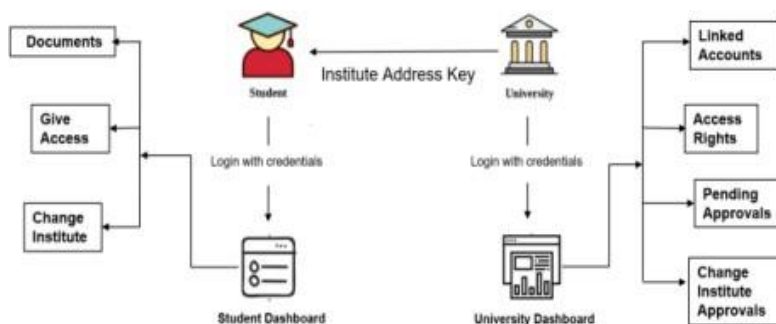 Documents
Give
Access
Change
Institute
Student
Institute Address Key
University
Login with credentials
Login with credentials
Student Dashboard
University Dashboard
Linked
Accounts
Access
Rights
Pending
Approvals
Change
Institute
Approvals